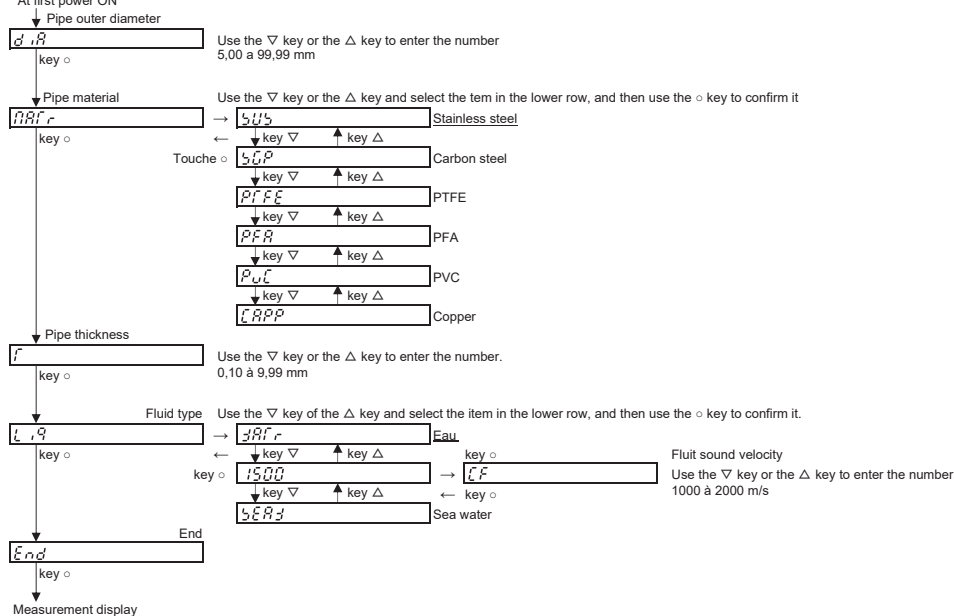 At first power ON
Pipe outer diameter
diA
Use the ▽ key or the △ key to enter the number
5,00 a 99,99 mm
key ○
Pipe material
Use the ▽ key or the △ key and select the tem in the lower row, and then use the ○ key to confirm it
MATr → SUS Stainless steel
key ○ ← key ▽ key △
Touche ○ SGP Carbon steel
key ▽ key △
PTFE PTFE
key ▽ key △
PFA PFA
key ▽ key △
PvC PVC
key ▽ key △
CAPP Copper
Pipe thickness
T
Use the ▽ key or the △ key to enter the number.
0,10 à 9,99 mm
key ○
Fluid type
Use the ▽ key of the △ key and select the item in the lower row, and then use the ○ key to confirm it.
Liq → WATr Eau
key ○ ← key ▽ key △ key ○ Fluit sound velocity
key ○ 1500 → CF Use the ▽ key or the △ key to enter the number
key ▽ key △ ← key ○ 1000 à 2000 m/s
SEAW Sea water
End
End
key ○
Measurement display